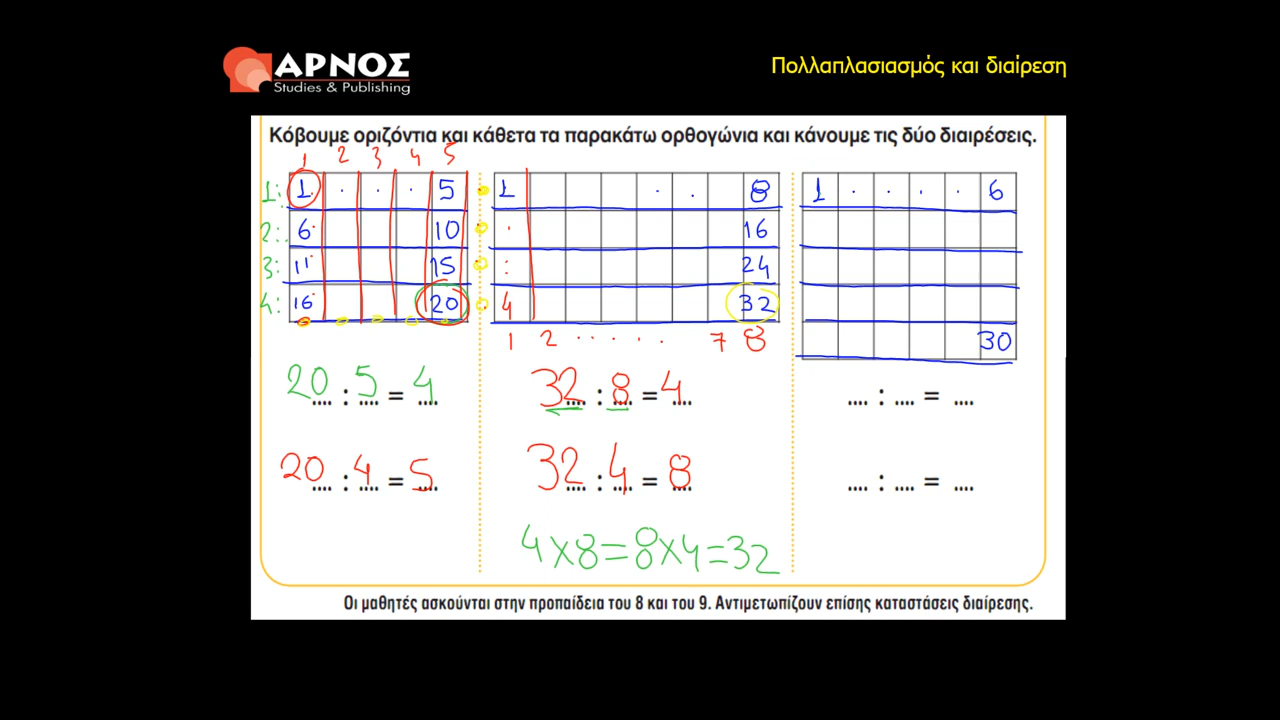 ΑΡΝΟΣ
Studies & Publishing
Πολλαπλασιασμός και διαίρεση
Κόβουμε οριζόντια και κάθετα τα παρακάτω ορθογώνια και κάνουμε τις δύο διαιρέσεις.
1 2 3 4 5
1: 1 . . . 5 1 . . 8 1 . . . . 6
2: 6 10 . 16
3: 11 15 : 24
4: 16 20 4 32
1 2 . . . . . . 7 8 30
20 : 5 = 4 32 : 8 = 4 .... : .... = ....
20 : 4 = 5 32 : 4 = 8 .... : .... = ....
4x8=8x4=32
Οι μαθητές ασκούνται στην προπαίδεια του 8 και του 9. Αντιμετωπίζουν επίσης καταστάσεις διαίρεσης.